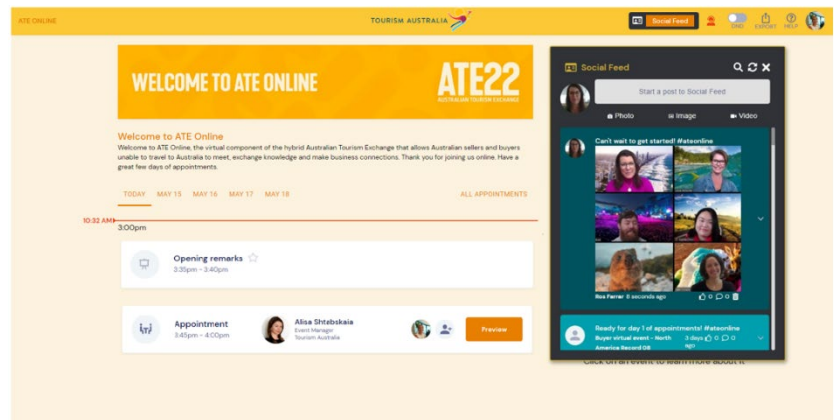 ATE ONLINE
TOURISM AUSTRALIA
Social Feed
DND
EXPORT
HELP
WELCOME TO ATE ONLINE
ATE22
AUSTRALIAN TOURISM EXCHANGE
Welcome to ATE Online
Welcome to ATE Online, the virtual component of the hybrid Australian Tourism Exchange that allows Australian sellers and buyers
unable to travel to Australia to meet, exchange knowledge and make business connections. Thank you for joining us online. Have a
great few days of appointments.
TODAY MAY 15 MAY 16 MAY 17 MAY 18 ALL APPOINTMENTS
10:32 AM
3:00pm
Opening remarks
3:35pm - 3:40pm
Appointment
3:45pm - 4:00pm
Alisa Shtebskaia
Event Manager
Tourism Australia
Preview
Social Feed
Start a post to Social Feed
Photo Image Video
Can't wait to get started! #ateonline
Ros Ferrer 8 seconds ago 0 0
Ready for day 1 of appointments! #ateonline
Buyer virtual event - North 3 days 0 0
America Record 08 ago
Click on an event to learn more about it